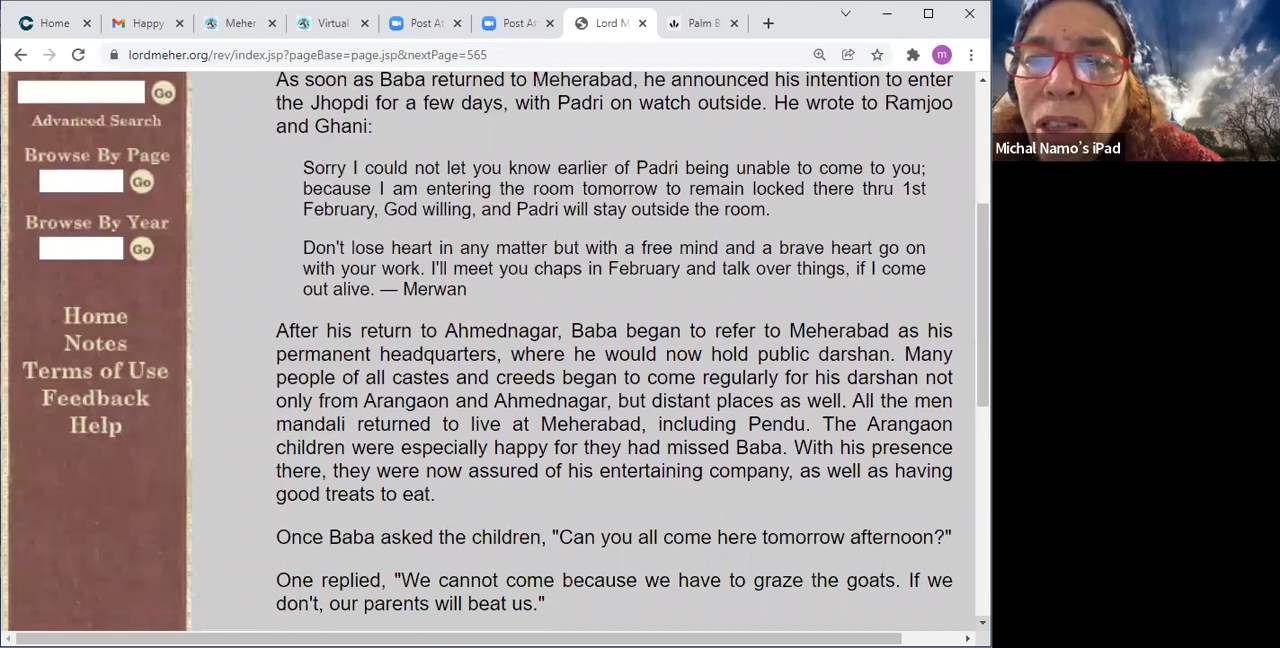 Home
Happy
Meher
Virtual
Post At
Post At
Lord M
Palm B
lordmeher.org/rev/index.jsp?pageBase=page.jsp&nextPage=565
m
Go
Advanced Search
Browse By Page
Go
Browse By Year
Go
Home
Notes
Terms of Use
Feedback
Help
As soon as Baba returned to Meherabad, he announced his intention to enter
the Jhopdi for a few days, with Padri on watch outside. He wrote to Ramjoo
and Ghani:
Sorry I could not let you know earlier of Padri being unable to come to you;
because I am entering the room tomorrow to remain locked there thru 1st
February, God willing, and Padri will stay outside the room.
Don't lose heart in any matter but with a free mind and a brave heart go on
with your work. I'll meet you chaps in February and talk over things, if I come
out alive. — Merwan
After his return to Ahmednagar, Baba began to refer to Meherabad as his
permanent headquarters, where he would now hold public darshan. Many
people of all castes and creeds began to come regularly for his darshan not
only from Arangaon and Ahmednagar, but distant places as well. All the men
mandali returned to live at Meherabad, including Pendu. The Arangaon
children were especially happy for they had missed Baba. With his presence
there, they were now assured of his entertaining company, as well as having
good treats to eat.
Once Baba asked the children, "Can you all come here tomorrow afternoon?"
One replied, "We cannot come because we have to graze the goats. If we
don't, our parents will beat us."
Michal Namo's iPad